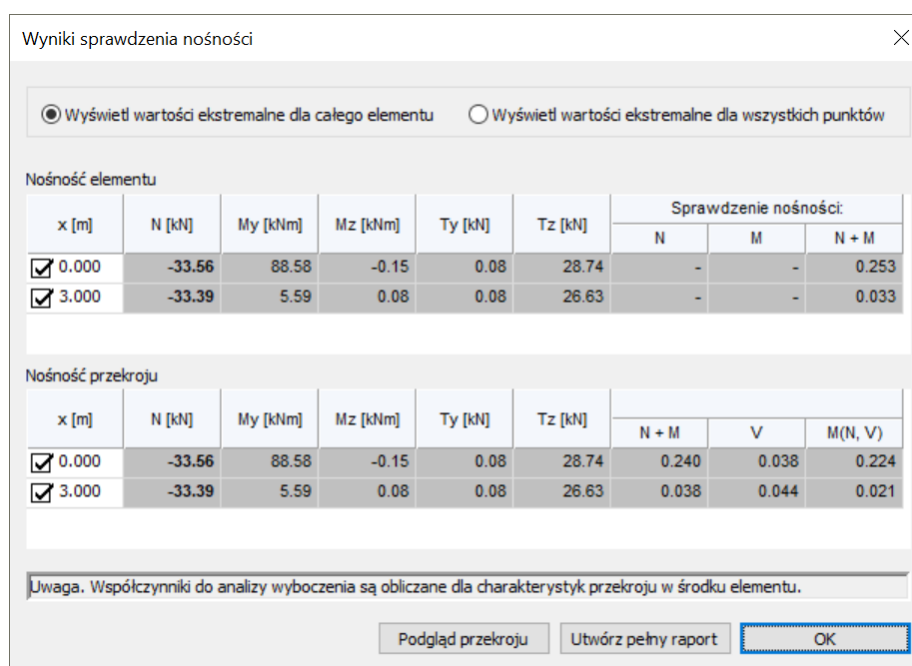 Wyniki sprawdzenia nośności
Wyświetl wartości ekstremalne dla całego elementu Wyświetl wartości ekstremalne dla wszystkich punktów
Nośność elementu
x [m] N [kN] My [kNm] Mz [kNm] Ty [kN] Tz [kN] Sprawdzenie nośności:
N M N + M
0.000 -33.56 88.58 -0.15 0.08 28.74 - - 0.253
3.000 -33.39 5.59 0.08 0.08 26.63 - - 0.033
Nośność przekroju
x [m] N [kN] My [kNm] Mz [kNm] Ty [kN] Tz [kN]
N + M V M(N, V)
0.000 -33.56 88.58 -0.15 0.08 28.74 0.240 0.038 0.224
3.000 -33.39 5.59 0.08 0.08 26.63 0.038 0.044 0.021
Uwaga. Współczynniki do analizy wyboczenia są obliczane dla charakterystyk przekroju w środku elementu.
Podgląd przekroju Utwórz pełny raport OK